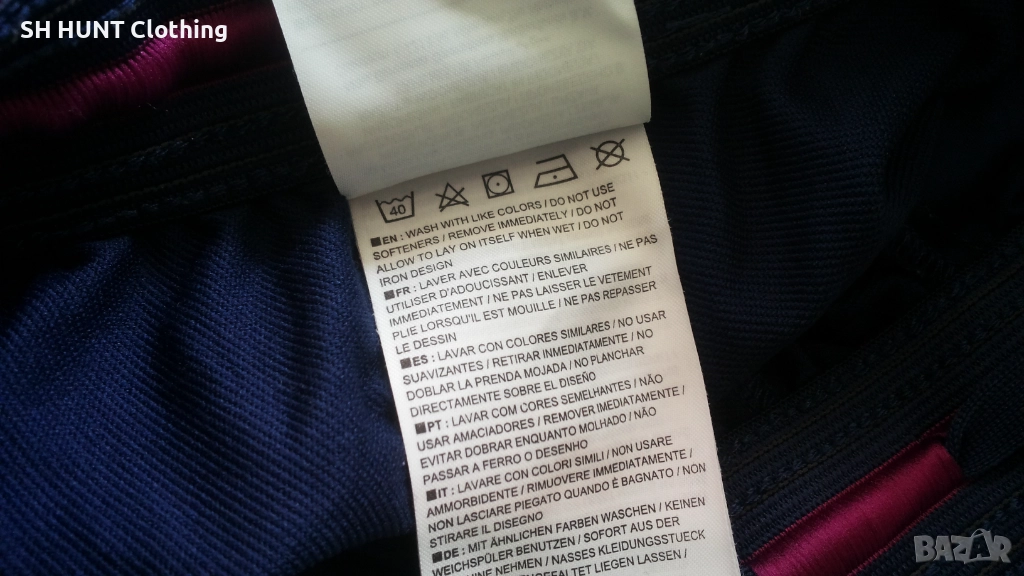 SH HUNT Clothing
40
EN : WASH WITH LIKE COLORS / DO NOT USE
SOFTENERS / REMOVE IMMEDIATELY / DO NOT
ALLOW TO LAY ON ITSELF WHEN WET / DO NOT
IRON DESIGN
FR : LAVER AVEC COULEURS SIMILAIRES / NE PAS
UTILISER D'ADOUCISSANT / ENLEVER
IMMEDIATEMENT / NE PAS LAISSER LE VETEMENT
PLIE LORSQU'IL EST MOUILLE / NE PAS REPASSER
LE DESSIN
ES : LAVAR CON COLORES SIMILARES / NO USAR
SUAVIZANTES / RETIRAR INMEDIATAMENTE / NO
DOBLAR LA PRENDA MOJADA / NO PLANCHAR
DIRECTAMENTE SOBRE EL DISEÑO
PT : LAVAR COM CORES SEMELHANTES / NÃO
USAR AMACIADORES / REMOVER IMEDIATAMENTE /
EVITAR DOBRAR ENQUANTO MOLHADO / NÃO
PASSAR A FERRO O DESENHO
IT : LAVARE CON COLORI SIMILI / NON USARE
AMMORBIDENTE / RIMUOVERE IMMEDIATAMENTE /
NON LASCIARE PIEGATO QUANDO È BAGNATO / NON
STIRARE IL DISEGNO
DE : MIT ÄHNLICHEN FARBEN WASCHEN / KEINEN
WEICHSPÜLER BENUTZEN / SOFORT AUS DER
NEHMEN / NASSES KLEIDUNGSSTÜCK
LIEGEN LASSEN /
BAZAR